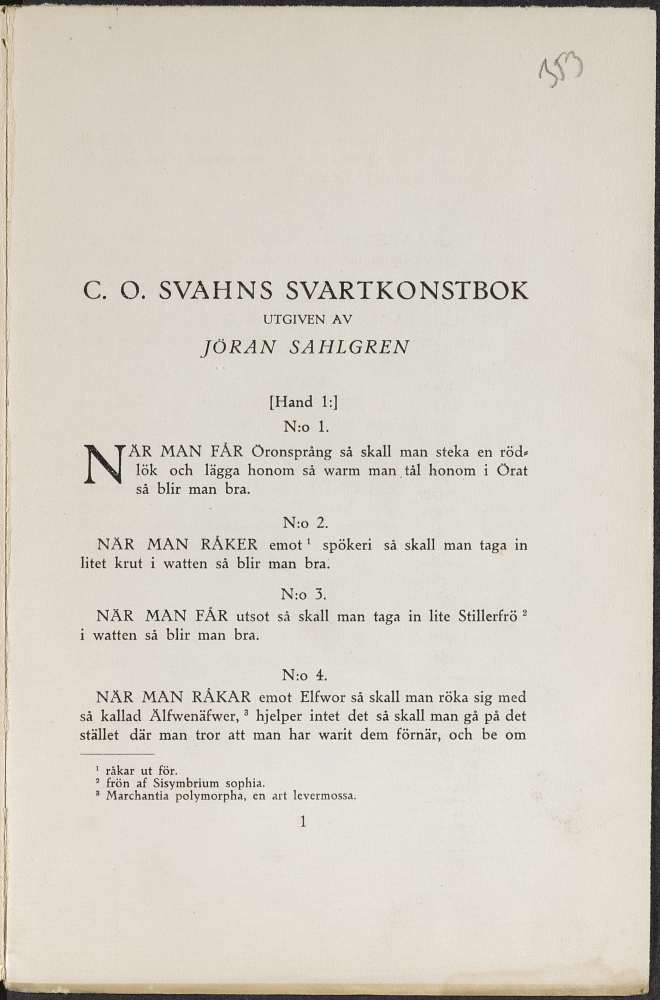 353
C. O. SVAHNS SVARTKONSTBOK
UTGIVEN AV
JÖRAN SAHLGREN
[Hand 1:]
N:o 1.
NÄR MAN FÅR Öronsprång så skall man steka en röd-
lök och lägga honom så warm man tål honom i Örat
så blir man bra.
N:o 2.
NÄR MAN RÅKER emot ¹ spökeri så skall man taga in
litet krut i watten så blir man bra.
N:o 3.
NÄR MAN FÅR utsot så skall man taga in lite Stillerfrö ²
i watten så blir man bra.
N:o 4.
NÄR MAN RÅKAR emot Elfwor så skall man röka sig med
så kallad Älfwenäfwer, ³ hjelper intet det så skall man gå på det
stället där man tror att man har warit dem förnär, och be om
¹ råkar ut för.
² frön af Sisymbrium sophia.
³ Marchantia polymorpha, en art levermossa.
1